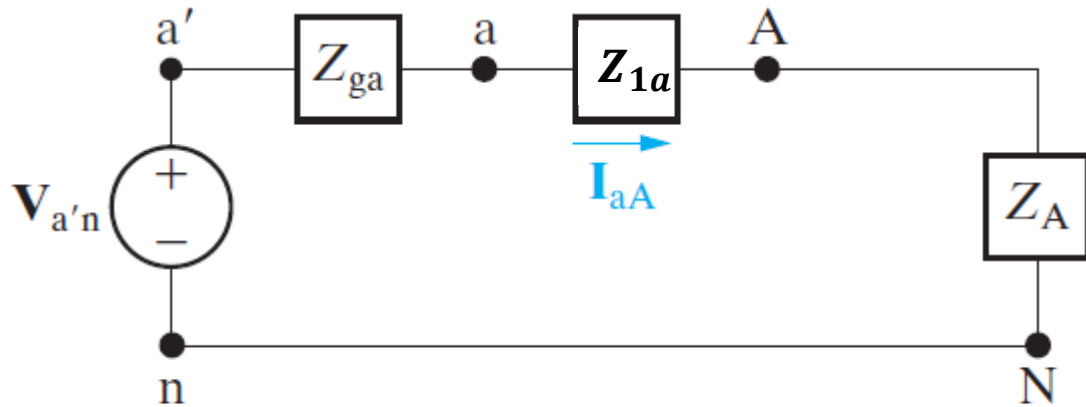 a′ a A
Z_ga Z_1a
I_aA
+
V_a′n Z_A
−
n N